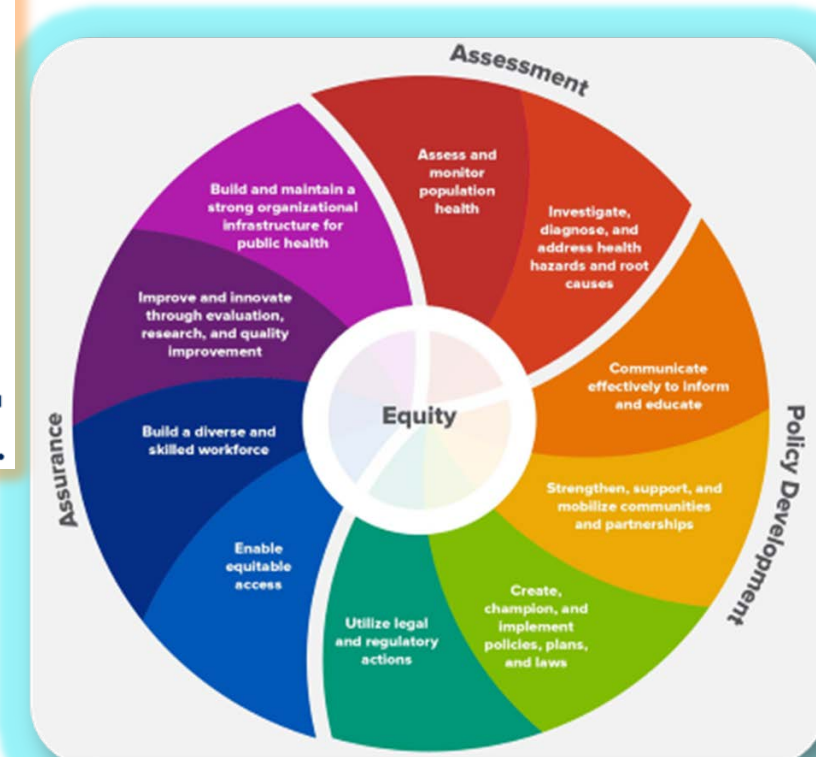 Assessment
Assess and
monitor
population
health
Investigate,
diagnose, and
address health
hazards and root
causes
Communicate
effectively to inform
and educate
Strengthen, support, and
mobilize communities
and partnerships
Create,
champion, and
implement
policies, plans,
and laws
Utilize legal
and regulatory
actions
Enable
equitable
access
Build a diverse and
skilled workforce
Improve and innovate
through evaluation,
research, and quality
improvement
Build and maintain a
strong organizational
infrastructure for
public health
Equity
Policy Development
Assurance